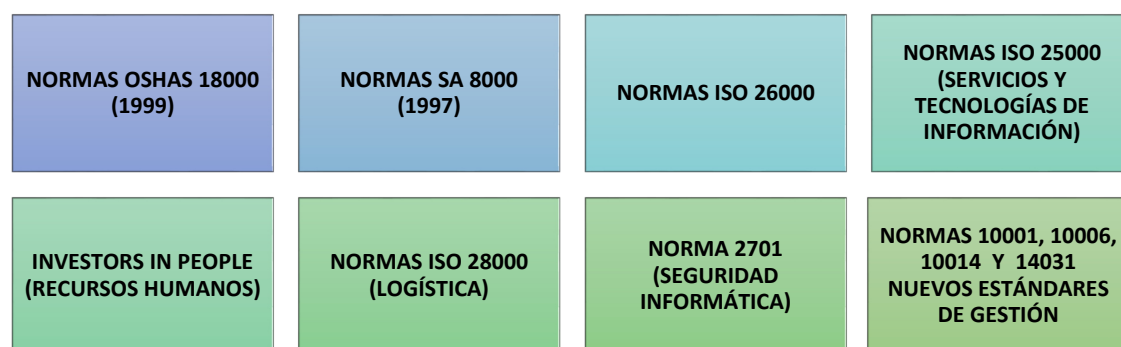 NORMAS OSHAS 18000
(1999)
NORMAS SA 8000
(1997)
NORMAS ISO 26000
NORMAS ISO 25000
(SERVICIOS Y
TECNOLOGÍAS DE
INFORMACIÓN)
INVESTORS IN PEOPLE
(RECURSOS HUMANOS)
NORMAS ISO 28000
(LOGÍSTICA)
NORMA 2701
(SEGURIDAD
INFORMÁTICA)
NORMAS 10001, 10006,
10014 Y 14031
NUEVOS ESTÁNDARES
DE GESTIÓN